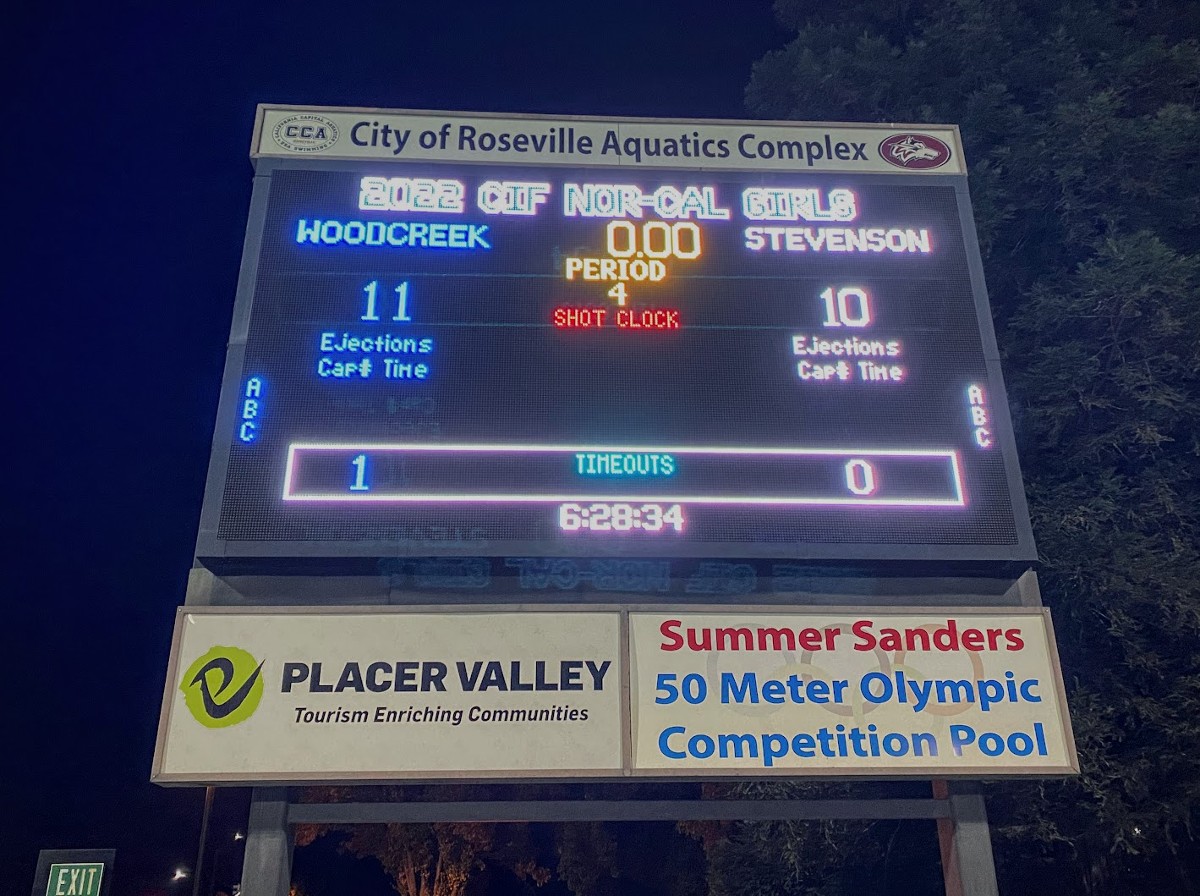 CCA
City of Roseville Aquatics Complex
2022 CIF NOR-CAL GIRLS
WOODCREEK 0.00 STEVENSON
PERIOD
11 4 10
SHOT CLOCK
Ejections Ejections
Cap# Time Cap# Time
A A
B B
C C
1 TIMEOUTS 0
6:28:34
PLACER VALLEY
Tourism Enriching Communities
Summer Sanders
50 Meter Olympic
Competition Pool
EXIT